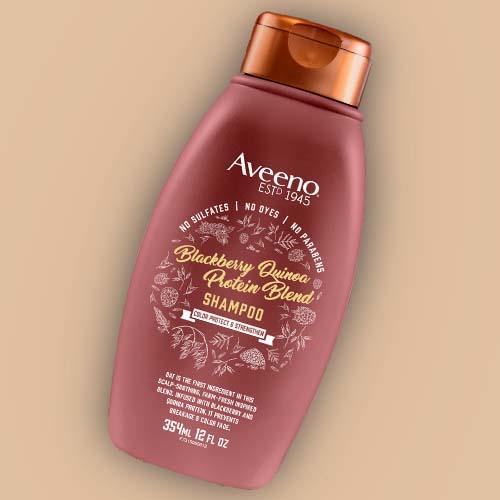 Aveeno
ESTD 1945
NO SULFATES | NO DYES | NO PARABENS
Blackberry Quinoa
Protein Blend
SHAMPOO
COLOR PROTECT & STRENGTHEN
OAT IS THE FIRST INGREDIENT IN THIS
SCALP-SOOTHING, FARM-FRESH INSPIRED
BLEND. INFUSED WITH BLACKBERRY AND
QUINOA PROTEIN, IT PREVENTS
BREAKAGE & COLOR FADE.
354ML 12 FL OZ